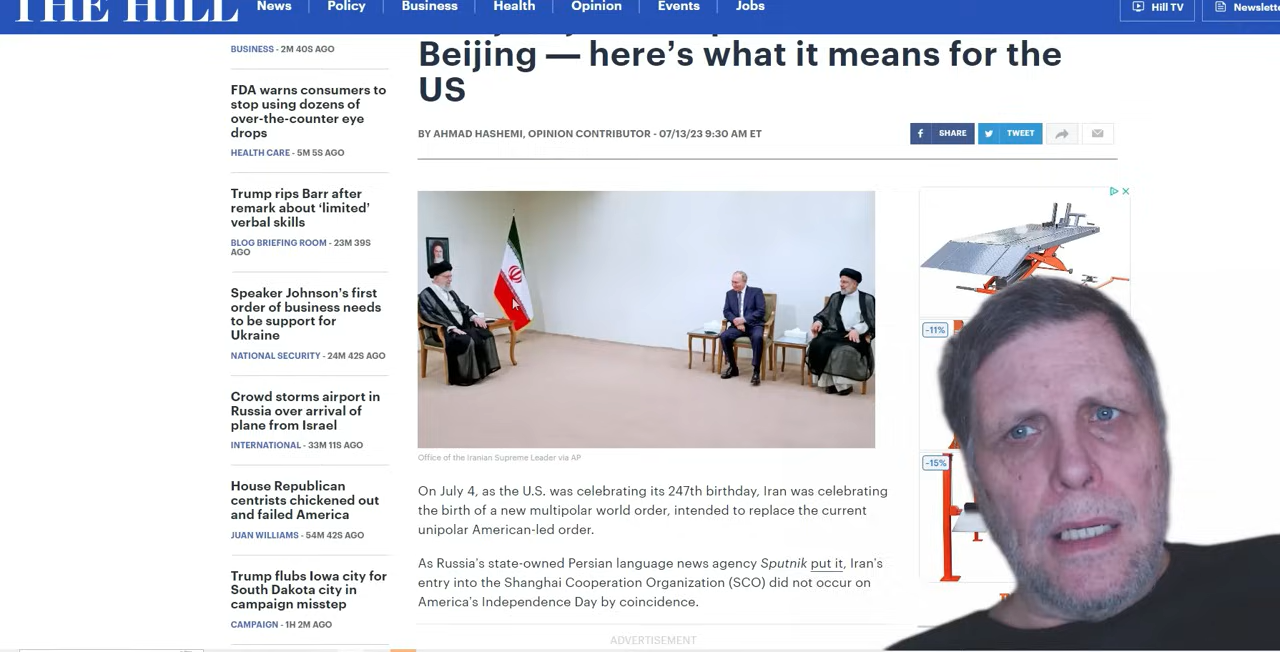 THE HILL
News
Policy
Business
Health
Opinion
Events
Jobs
Hill TV
BUSINESS - 2M 40S AGO
FDA warns consumers to
stop using dozens of
over-the-counter eye
drops
HEALTH CARE - 5M 5S AGO
Trump rips Barr after
remark about ‘limited’
verbal skills
BLOG BRIEFING ROOM - 23M 39S
AGO
Speaker Johnson’s first
order of business needs
to be support for
Ukraine
NATIONAL SECURITY - 24M 42S AGO
Crowd storms airport in
Russia over arrival of
plane from Israel
INTERNATIONAL - 33M 11S AGO
House Republican
centrists chickened out
and failed America
JUAN WILLIAMS - 54M 42S AGO
Trump flubs Iowa city for
South Dakota city in
campaign misstep
CAMPAIGN - 1H 2M AGO
Beijing — here’s what it means for the
US
BY AHMAD HASHEMI, OPINION CONTRIBUTOR - 07/13/23 9:30 AM ET
SHARE
TWEET
Office of the Iranian Supreme Leader via AP
On July 4, as the U.S. was celebrating its 247th birthday, Iran was celebrating
the birth of a new multipolar world order, intended to replace the current
unipolar American-led order.
As Russia’s state-owned Persian language news agency Sputnik put it, Iran’s
entry into the Shanghai Cooperation Organization (SCO) did not occur on
America’s Independence Day by coincidence.
ADVERTISEMENT
-11%
-15%